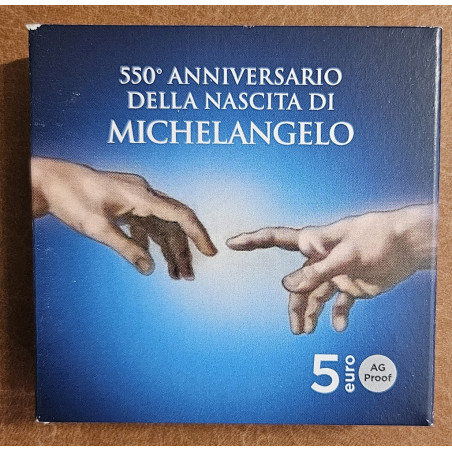 550° ANNIVERSARIO
DELLA NASCITA DI
MICHELANGELO
5 euro
AG
Proof